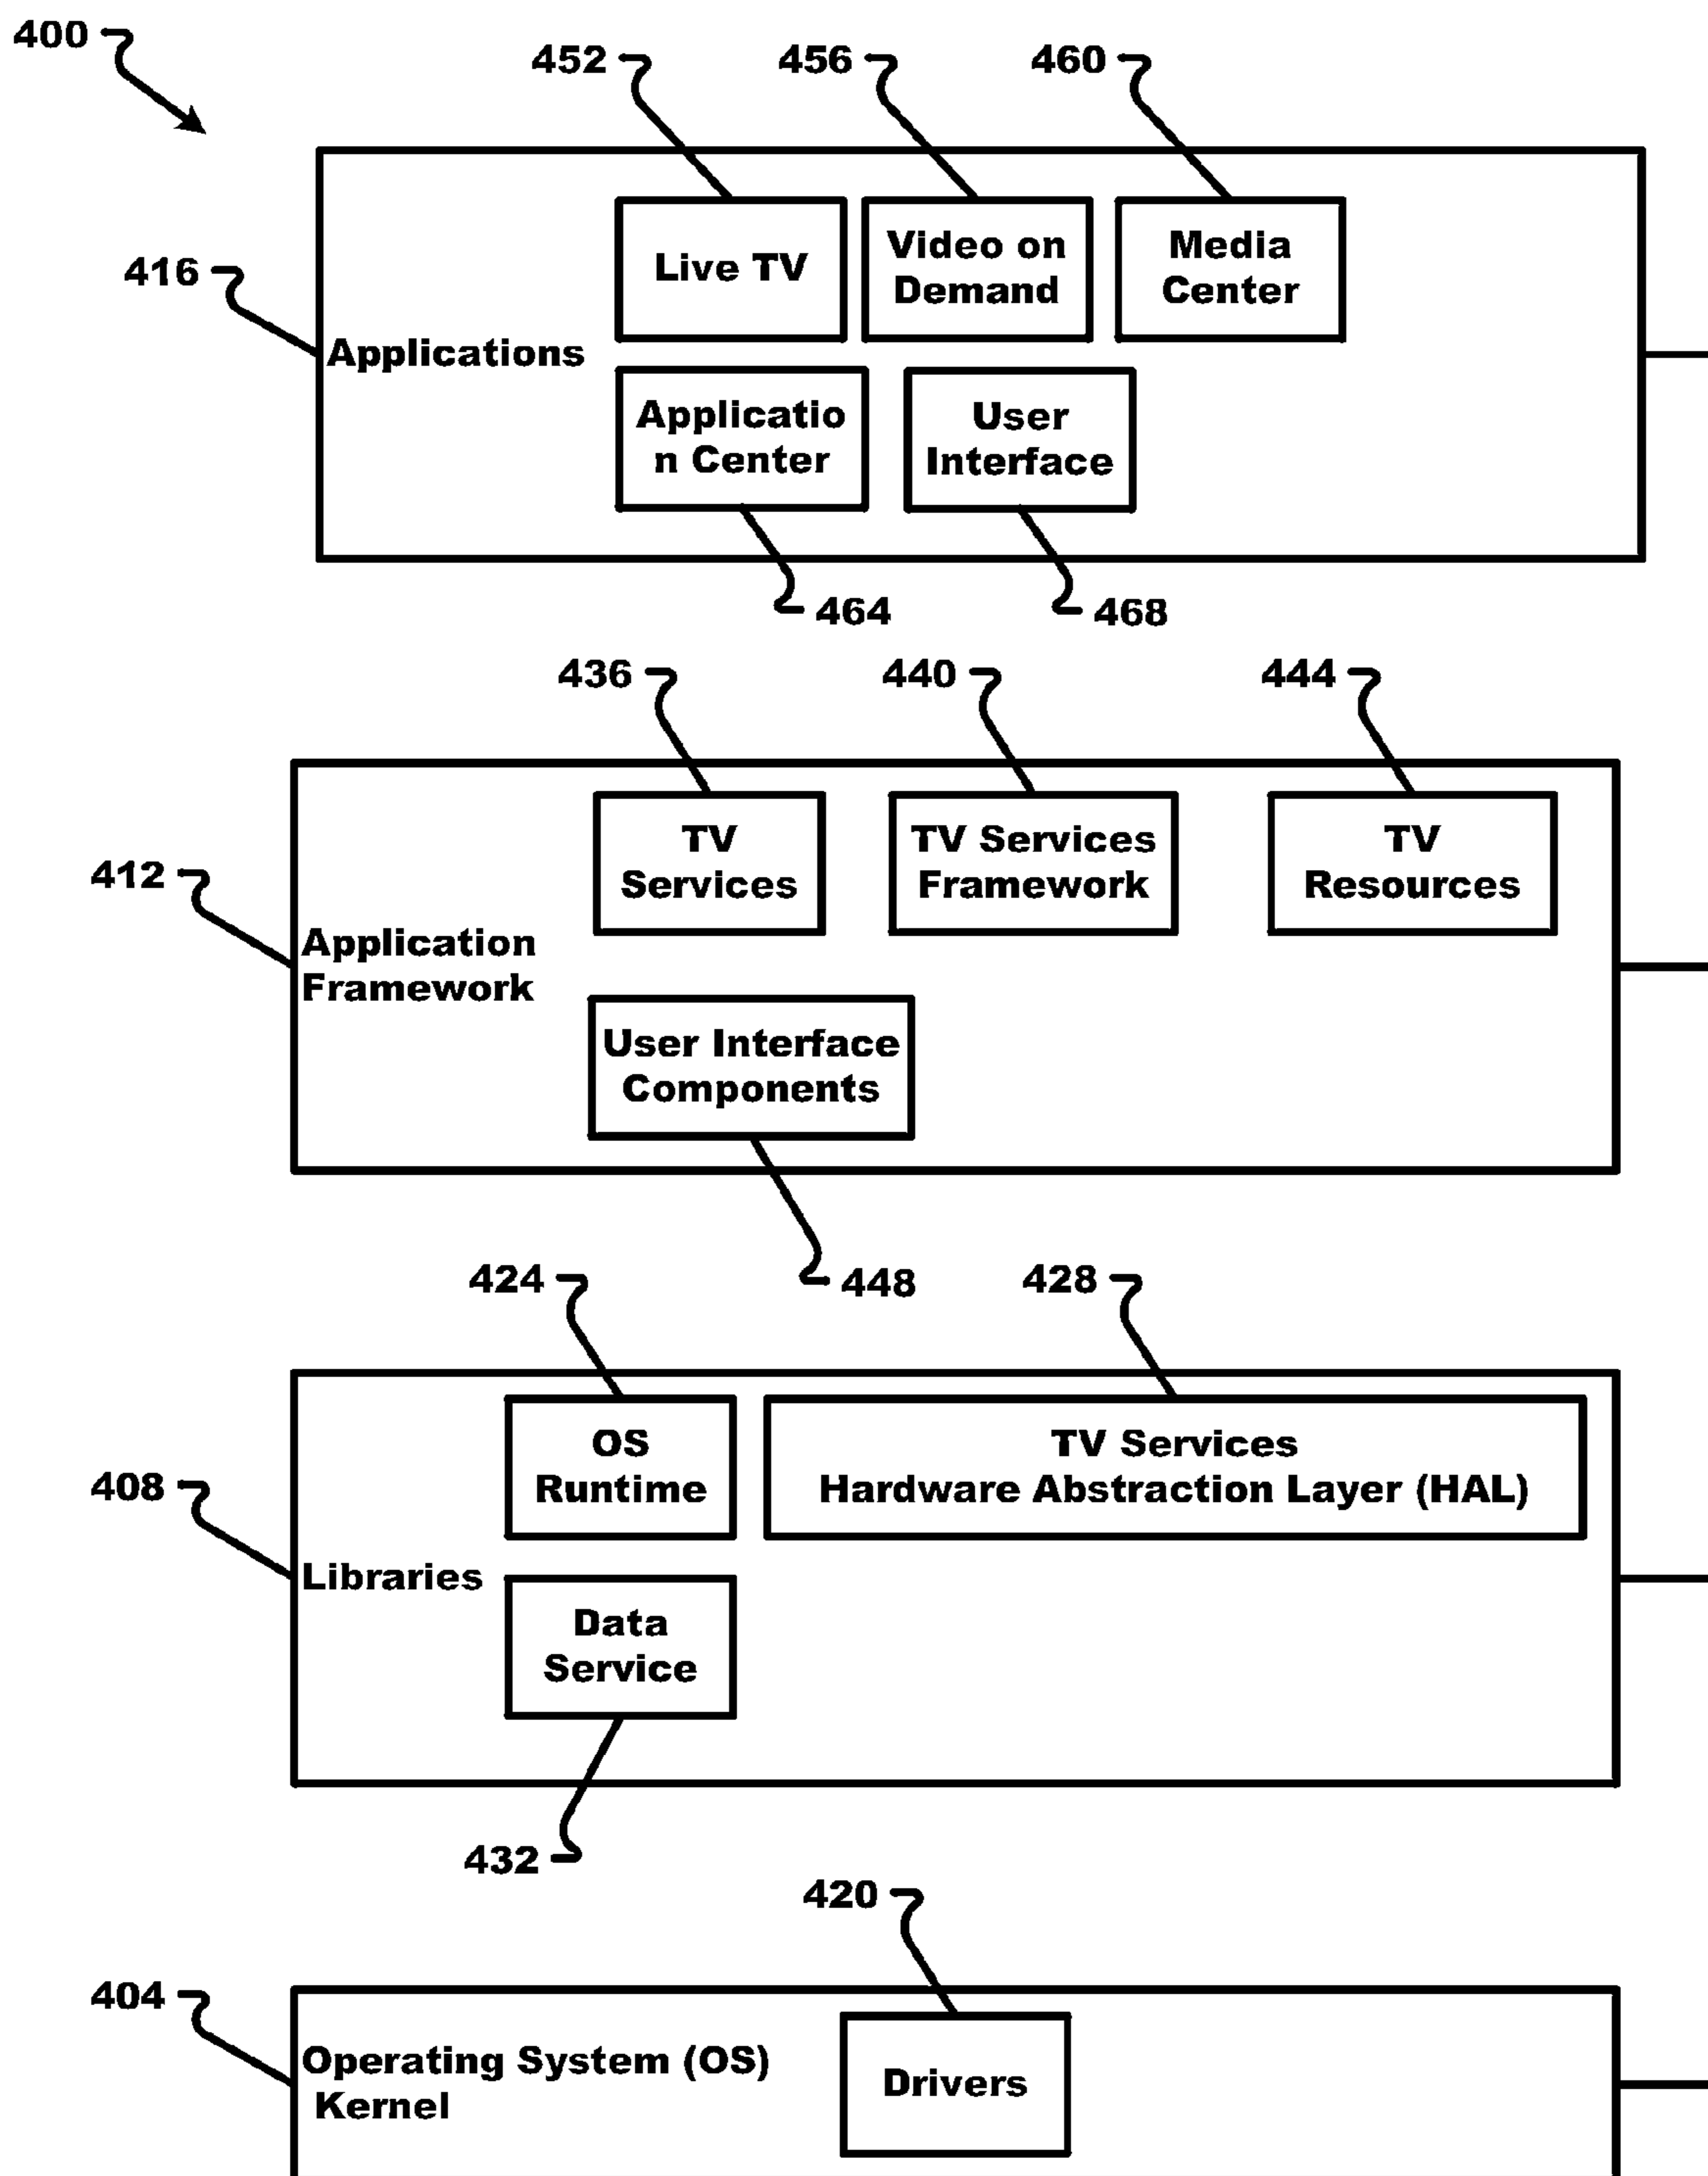 400
452
456
460
416
Applications
Live TV
Video on
Demand
Media
Center
Applicatio
n Center
User
Interface
464
468
436
440
444
412
Application
Framework
TV
Services
TV Services
Framework
TV
Resources
User Interface
Components
448
424
428
408
Libraries
OS
Runtime
TV Services
Hardware Abstraction Layer (HAL)
Data
Service
432
420
404
Operating System (OS)
Kernel
Drivers